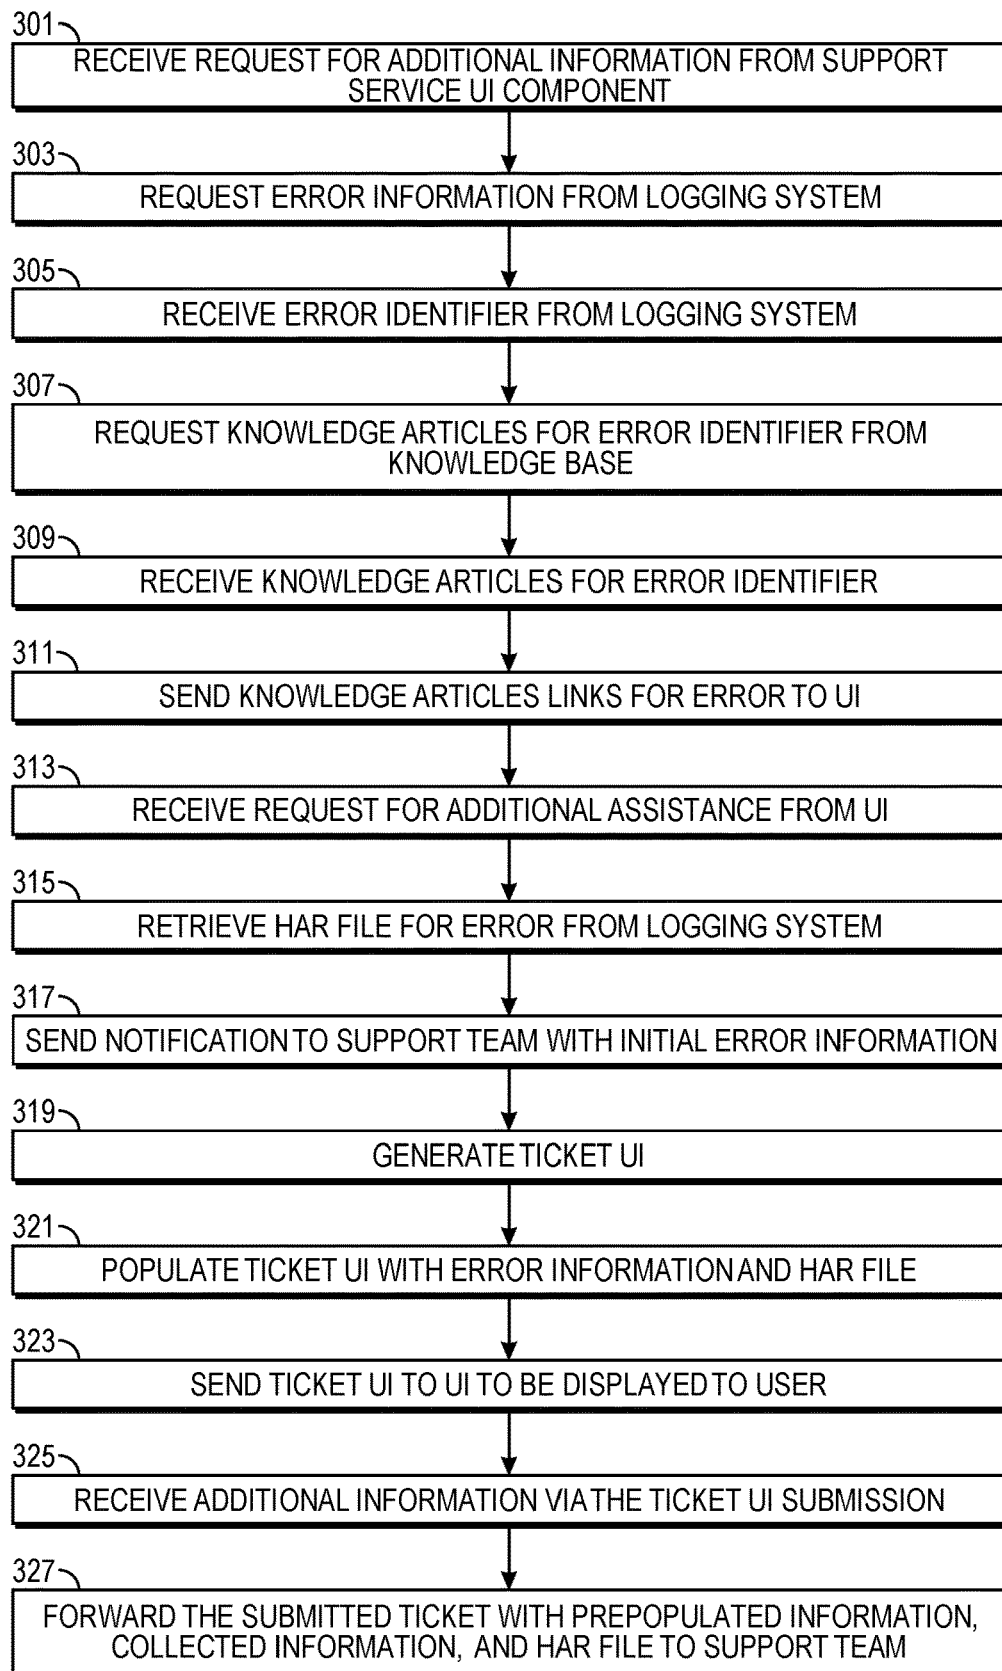 301
RECEIVE REQUEST FOR ADDITIONAL INFORMATION FROM SUPPORT
SERVICE UI COMPONENT
303
REQUEST ERROR INFORMATION FROM LOGGING SYSTEM
305
RECEIVE ERROR IDENTIFIER FROM LOGGING SYSTEM
307
REQUEST KNOWLEDGE ARTICLES FOR ERROR IDENTIFIER FROM
KNOWLEDGE BASE
309
RECEIVE KNOWLEDGE ARTICLES FOR ERROR IDENTIFIER
311
SEND KNOWLEDGE ARTICLES LINKS FOR ERROR TO UI
313
RECEIVE REQUEST FOR ADDITIONAL ASSISTANCE FROM UI
315
RETRIEVE HAR FILE FOR ERROR FROM LOGGING SYSTEM
317
SEND NOTIFICATION TO SUPPORT TEAM WITH INITIAL ERROR INFORMATION
319
GENERATE TICKET UI
321
POPULATE TICKET UI WITH ERROR INFORMATION AND HAR FILE
323
SEND TICKET UI TO UI TO BE DISPLAYED TO USER
325
RECEIVE ADDITIONAL INFORMATION VIA THE TICKET UI SUBMISSION
327
FORWARD THE SUBMITTED TICKET WITH PREPOPULATED INFORMATION,
COLLECTED INFORMATION, AND HAR FILE TO SUPPORT TEAM